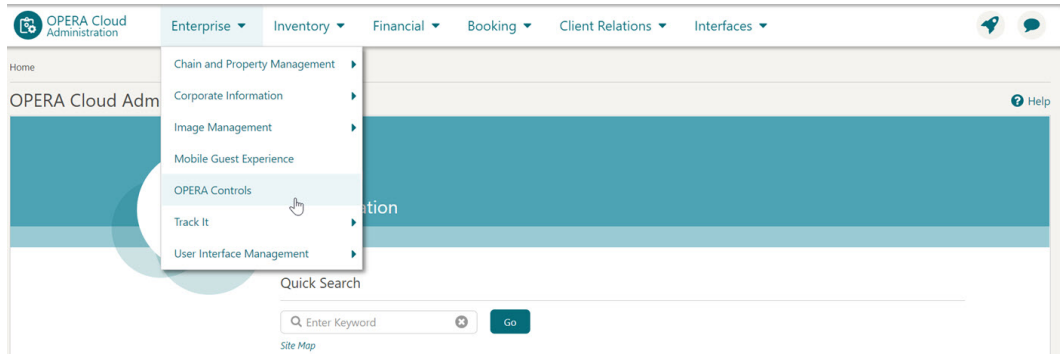 OPERA Cloud
Administration
Enterprise Inventory Financial Booking Client Relations Interfaces
Home
Chain and Property Management
OPERA Cloud Adm
Corporate Information
Help
Image Management
Mobile Guest Experience
OPERA Controls
ation
Track It
User Interface Management
Quick Search
Enter Keyword Go
Site Map